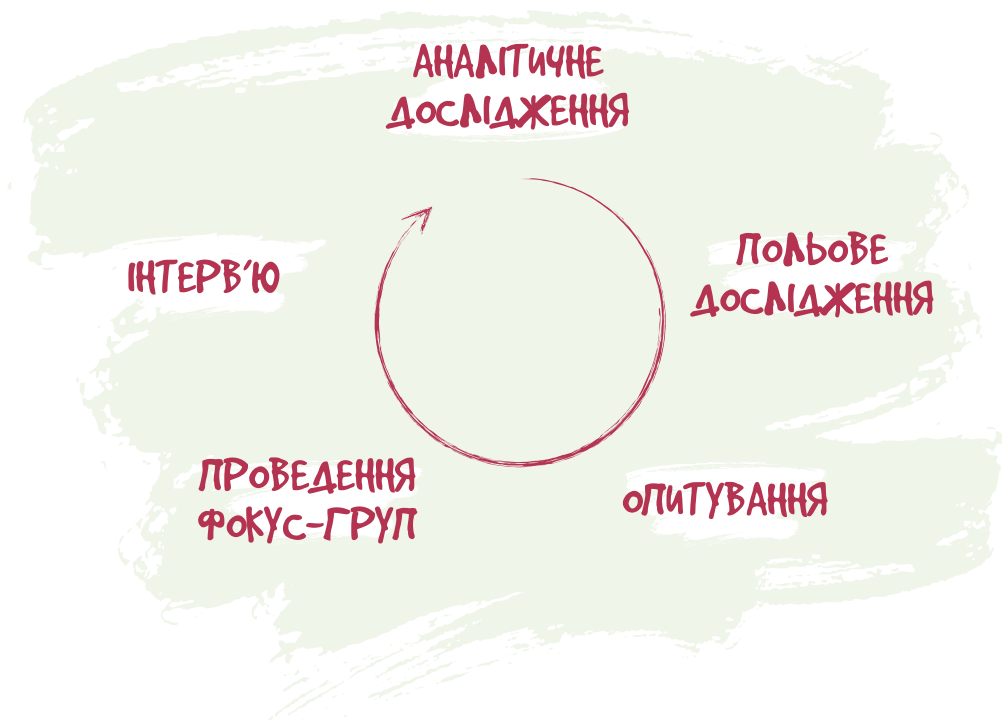 АНАЛІТИЧНЕ
ДОСЛІДЖЕННЯ
ПОЛЬОВЕ
ДОСЛІДЖЕННЯ
ОПИТУВАННЯ
ПРОВЕДЕННЯ
ФОКУС-ГРУП
ІНТЕРВ'Ю